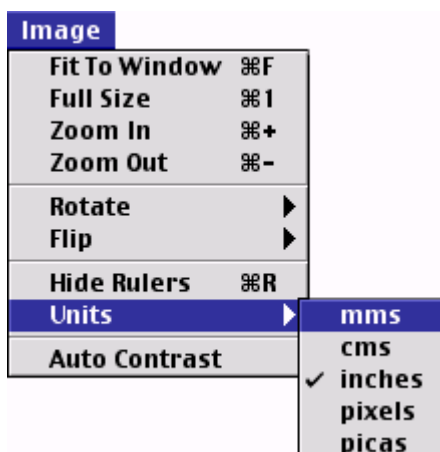 Image
Fit To Window ⌘F
Full Size ⌘1
Zoom In ⌘+
Zoom Out ⌘-
Rotate
Flip
Hide Rulers ⌘R
Units
mms
cms
Auto Contrast
✓ inches
pixels
picas